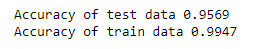 Accuracy of test data 0.9569
Accuracy of train data 0.9947